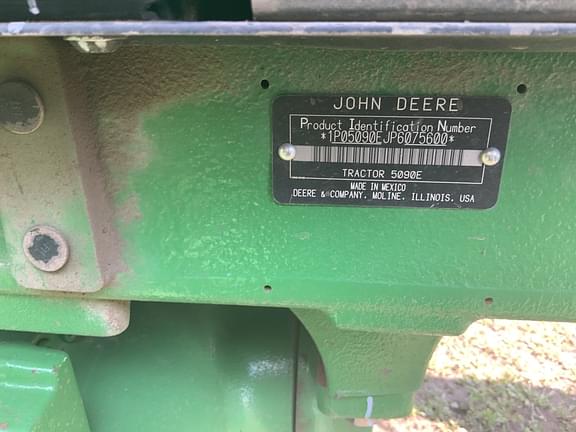 JOHN DEERE
Product Identification Number
*1P05090EJP6075600*
TRACTOR 5090E
MADE IN MEXICO
DEERE & COMPANY. MOLINE. ILLINOIS. USA